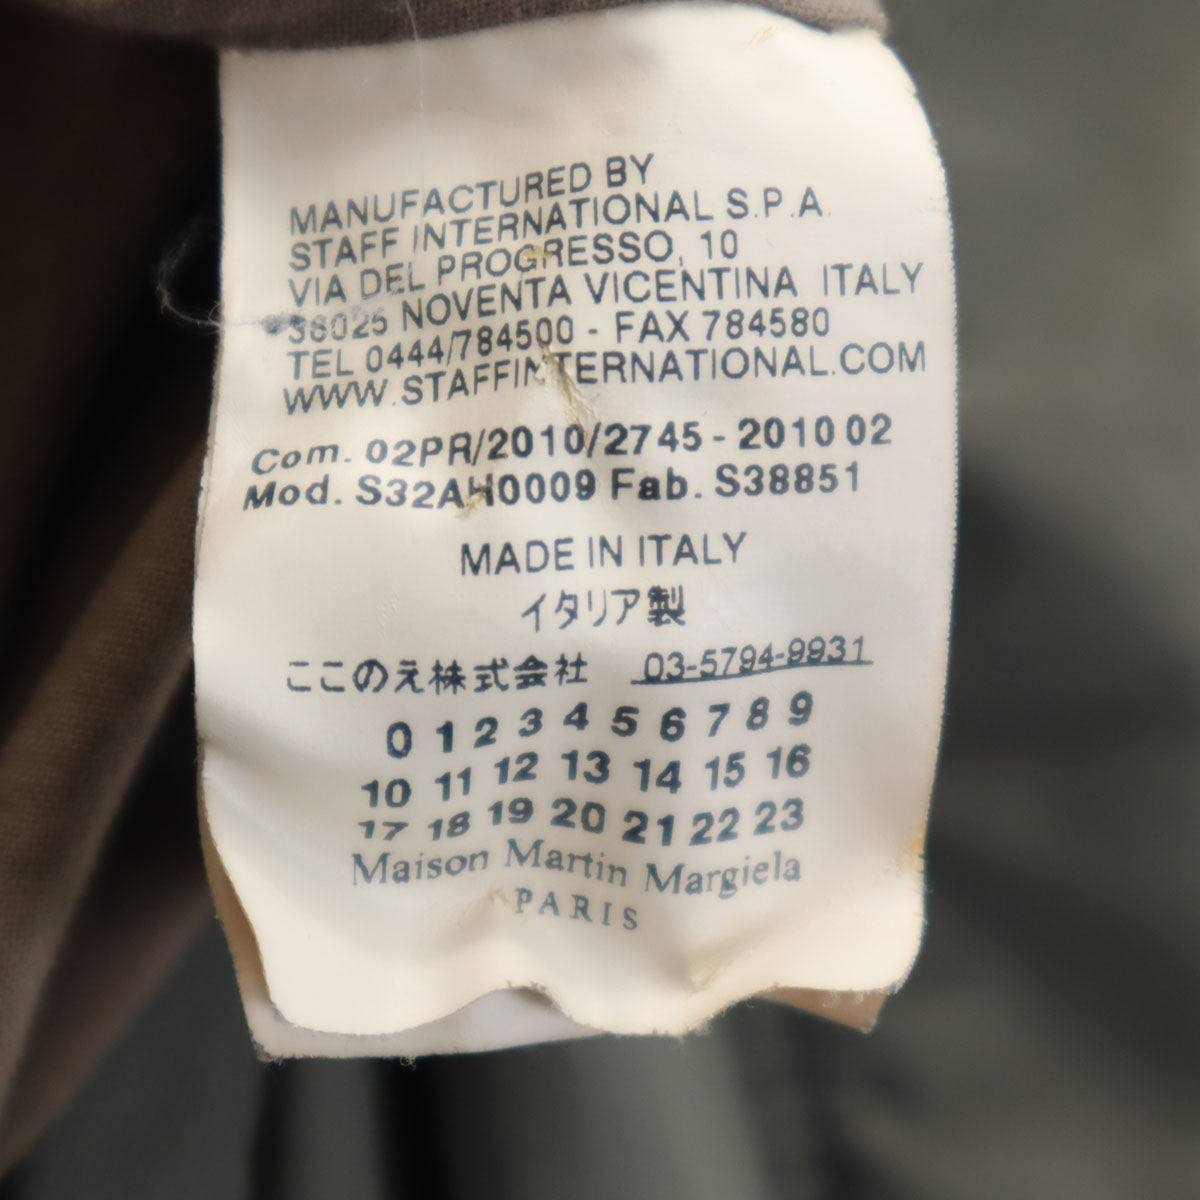 MANUFACTURED BY
STAFF INTERNATIONAL S.P.A.
VIA DEL PROGRESSO, 10
36025 NOVENTA VICENTINA ITALY
TEL 0444/784500 - FAX 784580
WWW.STAFFINTERNATIONAL.COM
Com. 02PR/2010/2745 - 2010 02
Mod. S32AH0009 Fab. S38851
MADE IN ITALY
イタリア製
ここのえ株式会社 03-5794-9931
0 1 2 3 4 5 6 7 8 9
10 11 12 13 14 15 16
17 18 19 20 21 22 23
Maison Martin Margiela
PARIS